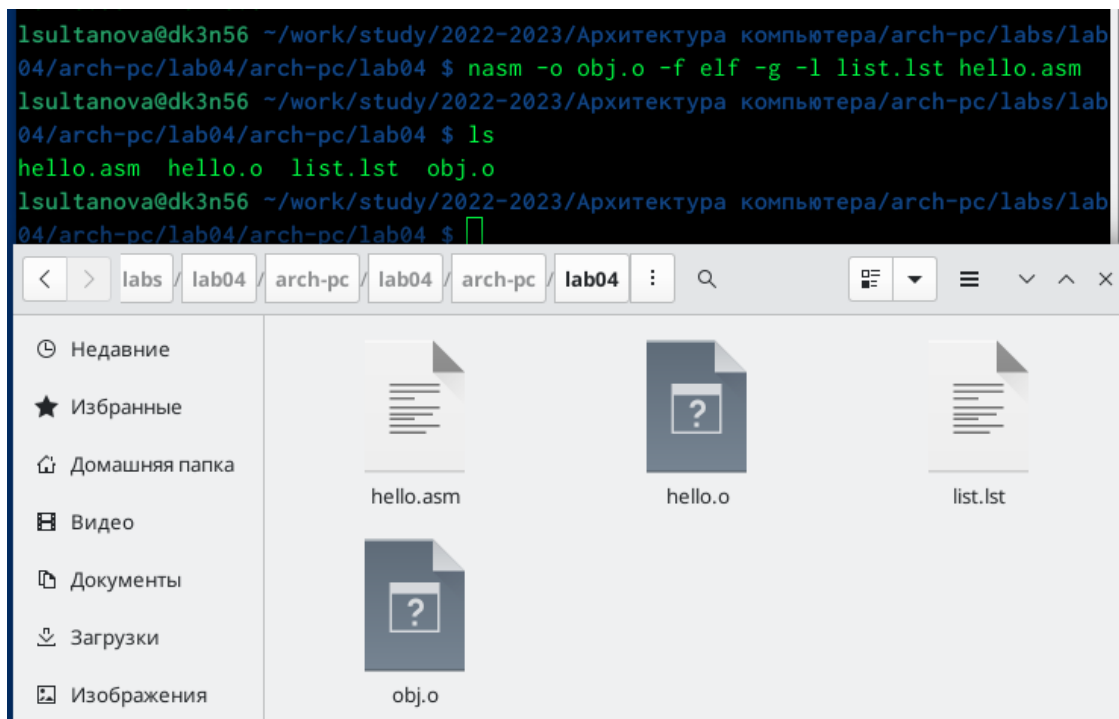 lsultanova@dk3n56 ~/work/study/2022-2023/Архитектура компьютера/arch-pc/labs/lab
04/arch-pc/lab04/arch-pc/lab04 $ nasm -o obj.o -f elf -g -l list.lst hello.asm
lsultanova@dk3n56 ~/work/study/2022-2023/Архитектура компьютера/arch-pc/labs/lab
04/arch-pc/lab04/arch-pc/lab04 $ ls
hello.asm  hello.o  list.lst  obj.o
lsultanova@dk3n56 ~/work/study/2022-2023/Архитектура компьютера/arch-pc/labs/lab
04/arch-pc/lab04/arch-pc/lab04 $
labs / lab04 / arch-pc / lab04 / arch-pc / lab04
Недавние
Избранные
Домашняя папка
Видео
Документы
Загрузки
Изображения
hello.asm
hello.o
list.lst
obj.o